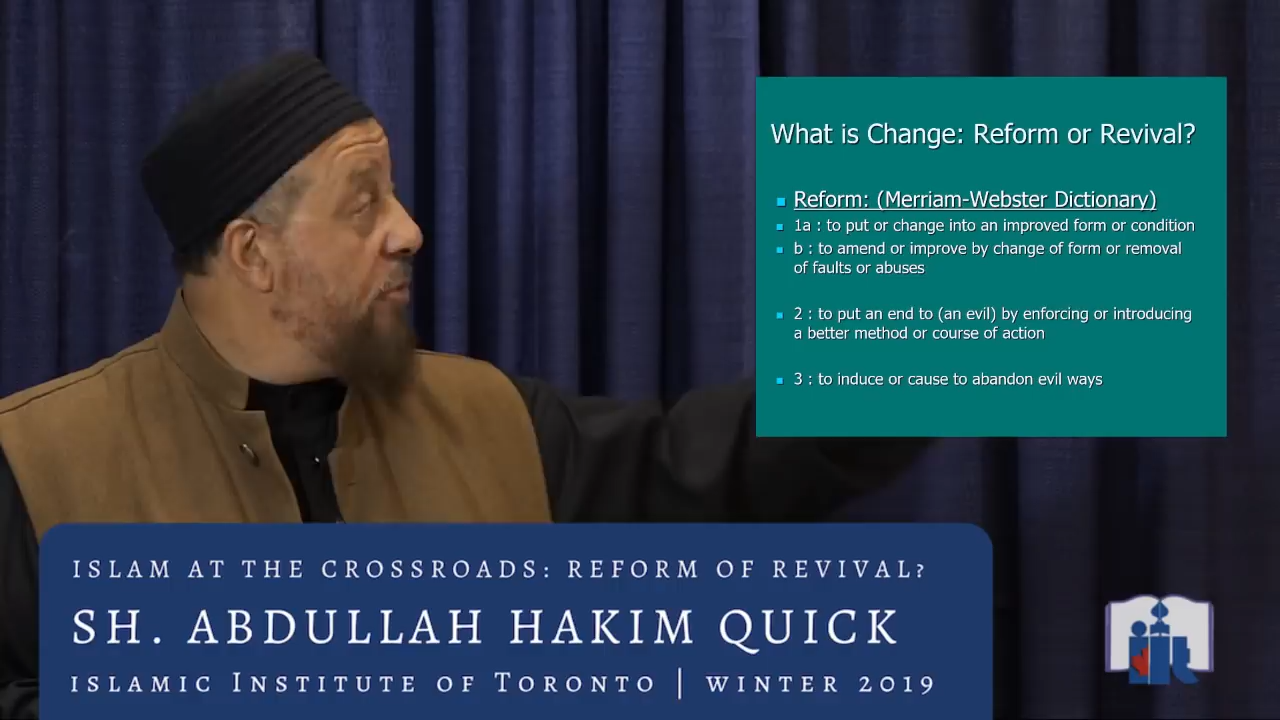 What is Change: Reform or Revival?
Reform: (Merriam-Webster Dictionary)
1a : to put or change into an improved form or condition
b : to amend or improve by change of form or removal
of faults or abuses
2 : to put an end to (an evil) by enforcing or introducing
a better method or course of action
3 : to induce or cause to abandon evil ways
ISLAM AT THE CROSSROADS: REFORM OF REVIVAL?
SH. ABDULLAH HAKIM QUICK
ISLAMIC INSTITUTE OF TORONTO | WINTER 2019
iit